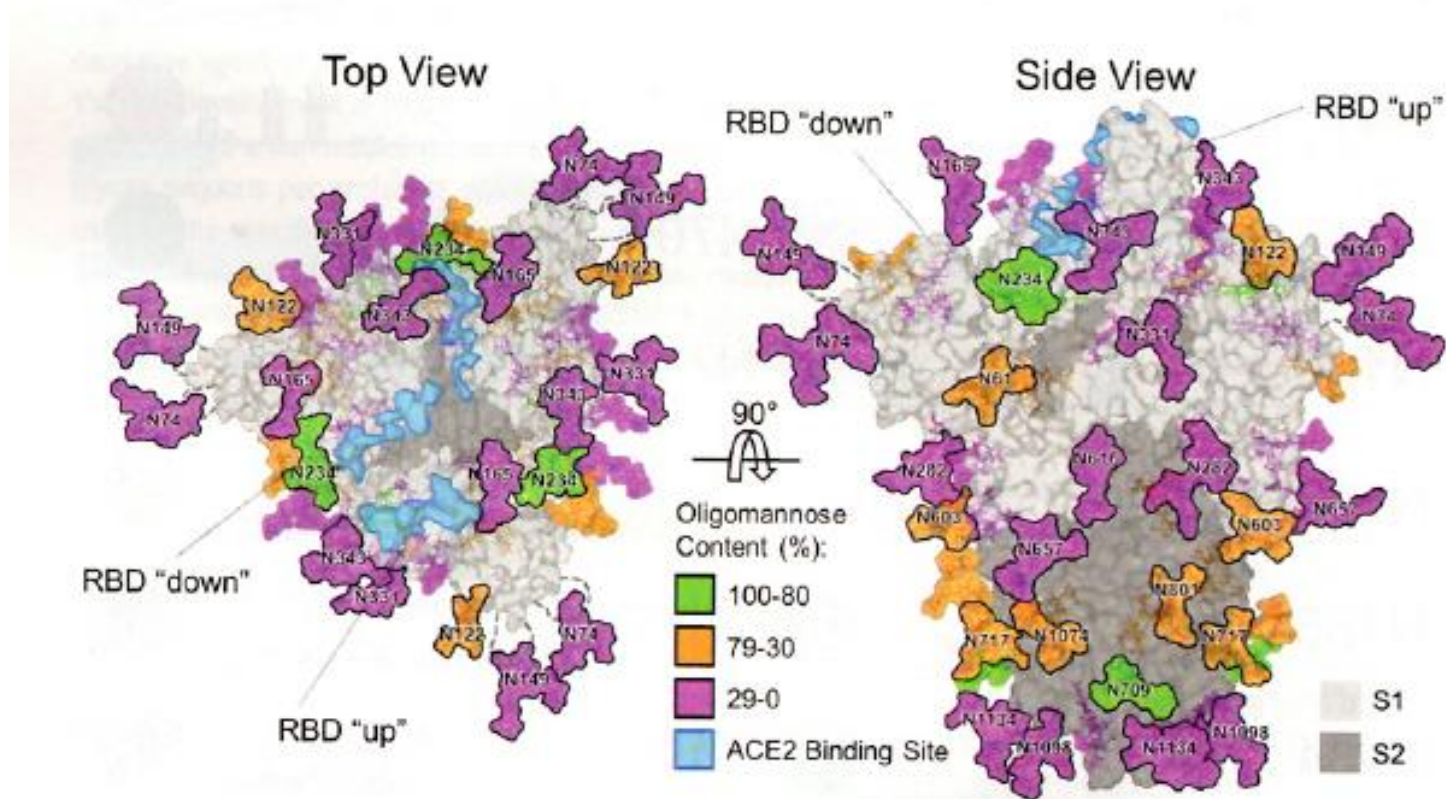 Top View
Side View
RBD "down"
RBD "up"
N74
N149
N331
N234
N165
N122
N122
N343
N149
N165
N331
N343
N74
N234
N165
N234
N343
N331
RBD "down"
N122
N74
N149
RBD "up"
90°
Oligomannose
Content (%):
100-80
79-30
29-0
ACE2 Binding Site
N165
N343
N149
N343
N122
N149
N234
N74
N74
N331
N61
N282
N616
N282
N603
N657
N603
N657
N801
N717
N1074
N717
N709
N1134
N1098
N1134
N1098
S1
S2